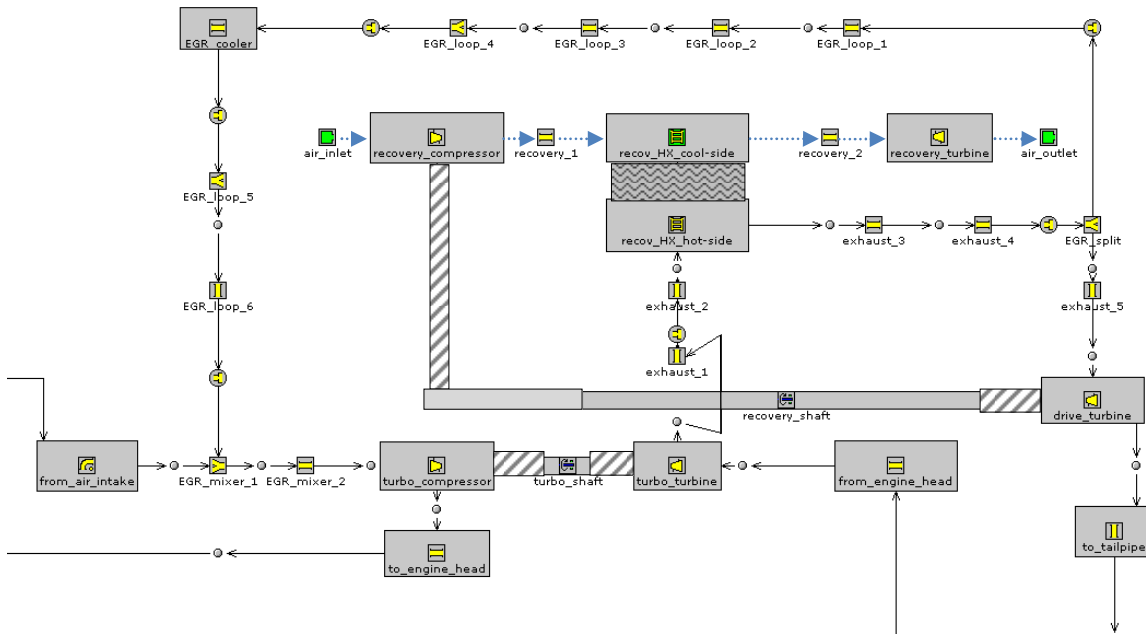 EGR_cooler
EGR_loop_4
EGR_loop_3
EGR_loop_2
EGR_loop_1
air_inlet
recovery_compressor
recovery_1
recov_HX_cool-side
recovery_2
recovery_turbine
air_outlet
EGR_loop_5
recov_HX_hot-side
exhaust_3
exhaust_4
EGR_split
EGR_loop_6
exhaust_2
exhaust_5
exhaust_1
recovery_shaft
drive_turbine
from_air_intake
EGR_mixer_1
EGR_mixer_2
turbo_compressor
turbo_shaft
turbo_turbine
from_engine_head
to_engine_head
to_tailpipe